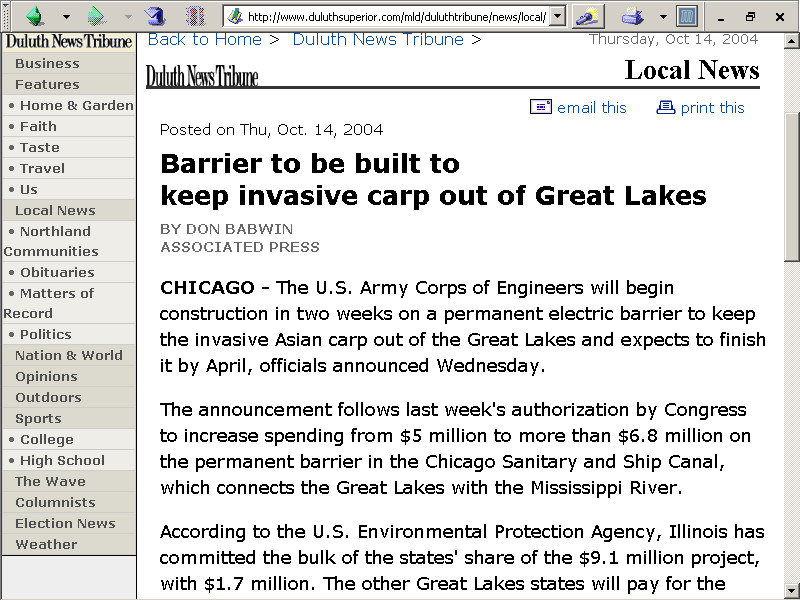 http://www.duluthsuperior.com/mld/duluthtribune/news/local/
Duluth News Tribune
Business
Features
• Home & Garden
• Faith
• Taste
• Travel
• Us
Local News
• Northland
Communities
• Obituaries
• Matters of
Record
• Politics
Nation & World
Opinions
Outdoors
Sports
• College
• High School
The Wave
Columnists
Election News
Weather
Back to Home > Duluth News Tribune >
Thursday, Oct 14, 2004
Duluth News Tribune
Local News
email this
print this
Posted on Thu, Oct. 14, 2004
Barrier to be built to
keep invasive carp out of Great Lakes
BY DON BABWIN
ASSOCIATED PRESS
CHICAGO - The U.S. Army Corps of Engineers will begin
construction in two weeks on a permanent electric barrier to keep
the invasive Asian carp out of the Great Lakes and expects to finish
it by April, officials announced Wednesday.
The announcement follows last week's authorization by Congress
to increase spending from $5 million to more than $6.8 million on
the permanent barrier in the Chicago Sanitary and Ship Canal,
which connects the Great Lakes with the Mississippi River.
According to the U.S. Environmental Protection Agency, Illinois has
committed the bulk of the states' share of the $9.1 million project,
with $1.7 million. The other Great Lakes states will pay for the